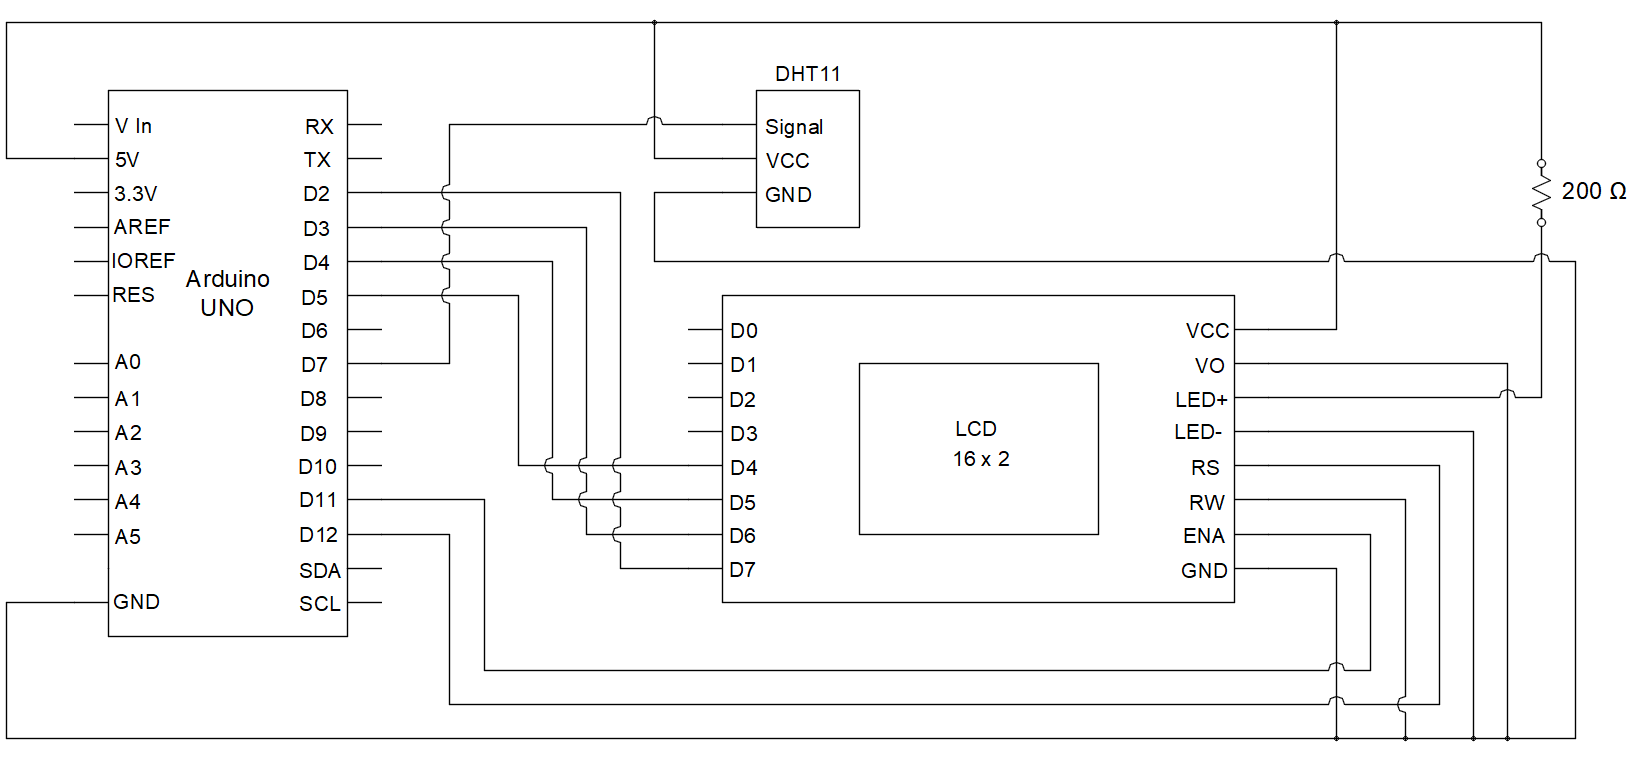 DHT11
Signal
VCC
GND
200 Ω
V In
5V
3.3V
AREF
IOREF
RES
A0
A1
A2
A3
A4
A5
GND
Arduino
UNO
RX
TX
D2
D3
D4
D5
D6
D7
D8
D9
D10
D11
D12
SDA
SCL
D0
D1
D2
D3
D4
D5
D6
D7
LCD
16 x 2
VCC
VO
LED+
LED-
RS
RW
ENA
GND